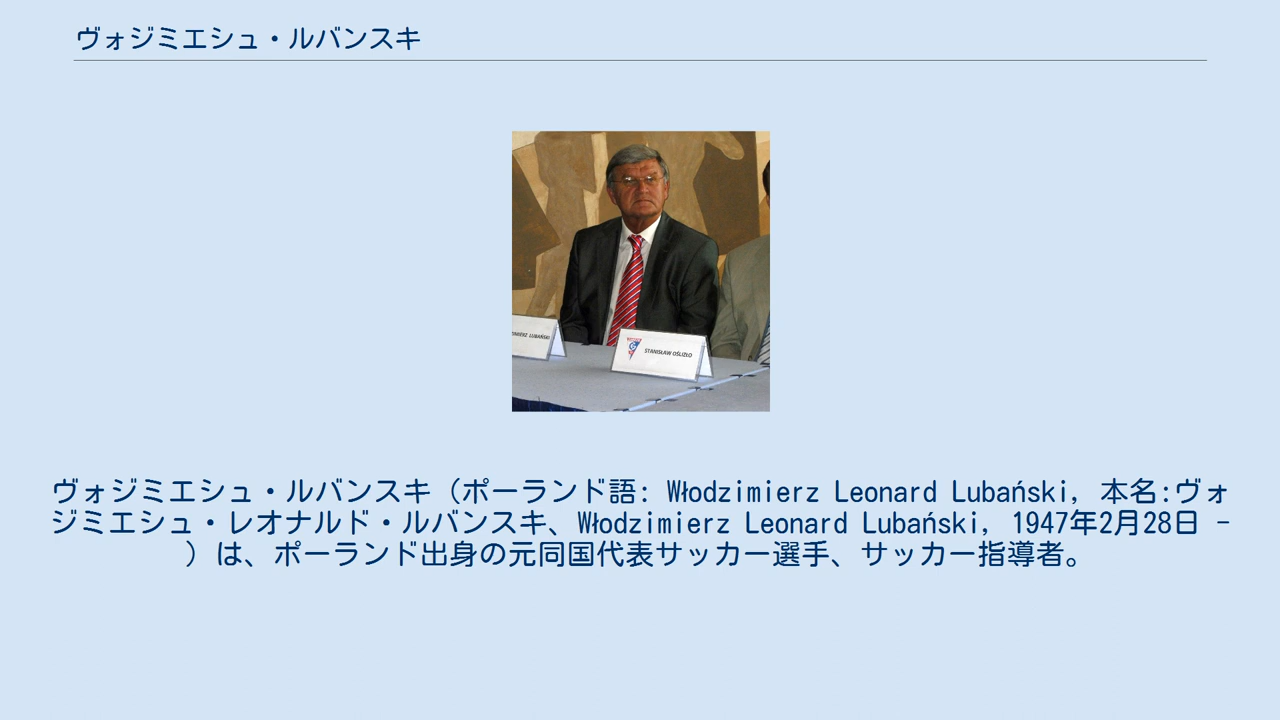 ヴォジミエシュ・ルバンスキ
MIERZ LUBAŃSKI
STANISŁAW OŚLIZŁO
ヴォジミエシュ・ルバンスキ（ポーランド語: Włodzimierz Leonard Lubański, 本名:ヴォ
ジミエシュ・レオナルド・ルバンスキ、Włodzimierz Leonard Lubański, 1947年2月28日 -
）は、ポーランド出身の元同国代表サッカー選手、サッカー指導者。